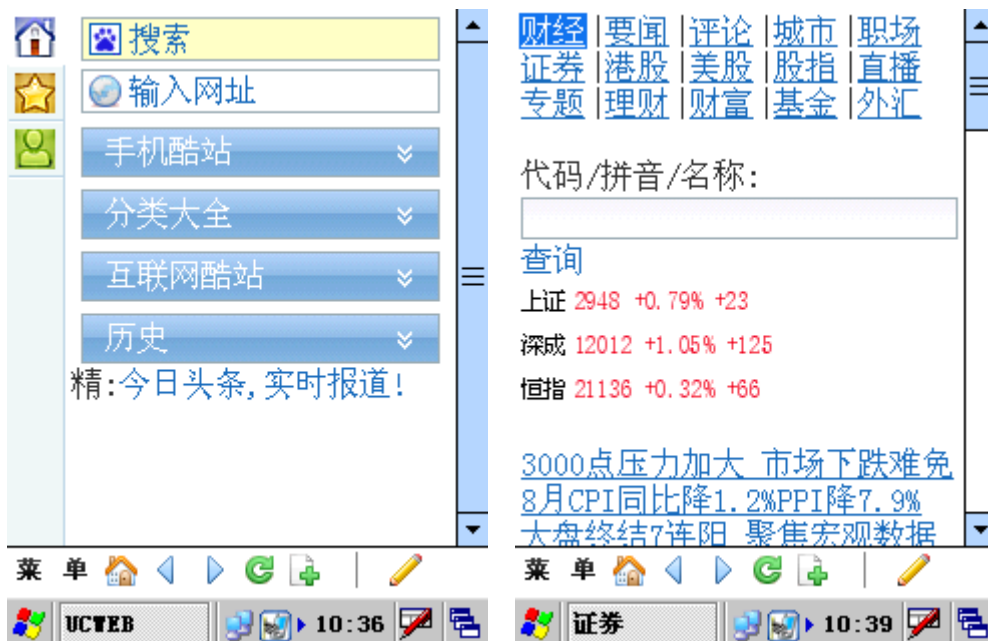 搜索
输入网址
手机酷站
分类大全
互联网酷站
历史
精:今日头条,实时报道!
菜 单
UCWEB
10:36
财经|要闻|评论|城市|职场
证券|港股|美股|股指|直播
专题|理财|财富|基金|外汇
代码/拼音/名称:
查询
上证 2948 +0.79% +23
深成 12012 +1.05% +125
恒指 21136 +0.32% +66
3000点压力加大 市场下跌难免
8月CPI同比降1.2%PPI降7.9%
大盘终结7连阳 聚焦宏观数据
菜 单
证券
10:39